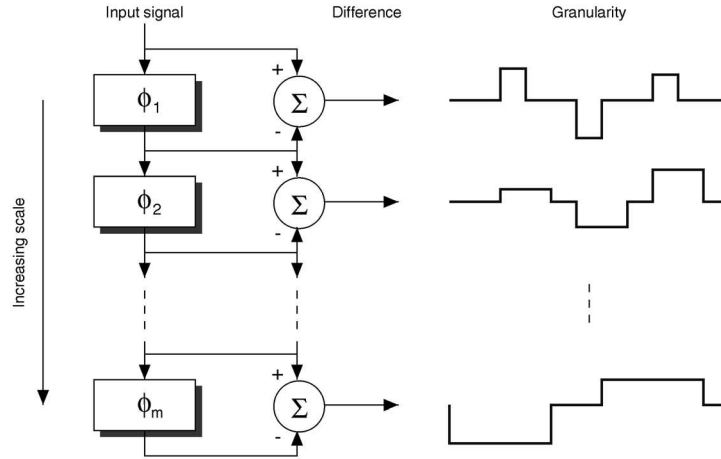 Input signal
Difference
Granularity
+
ϕ1
Σ
-
+
ϕ2
Σ
-
Increasing scale
+
ϕm
Σ
-